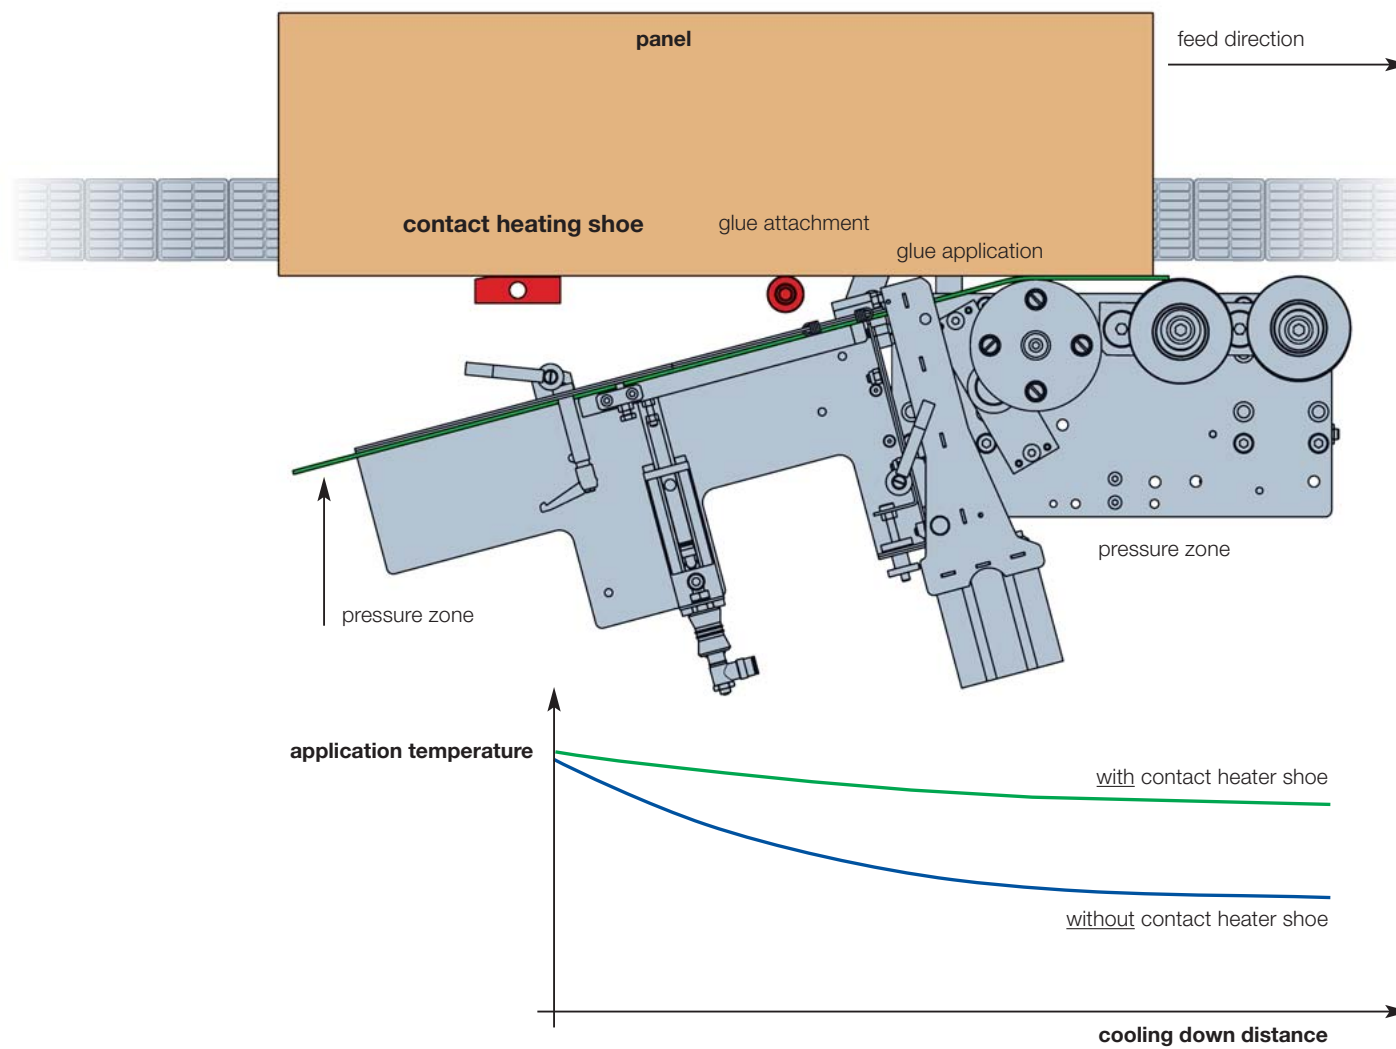 panel
feed direction
contact heating shoe
glue attachment
glue application
pressure zone
pressure zone
application temperature
with contact heater shoe
without contact heater shoe
cooling down distance